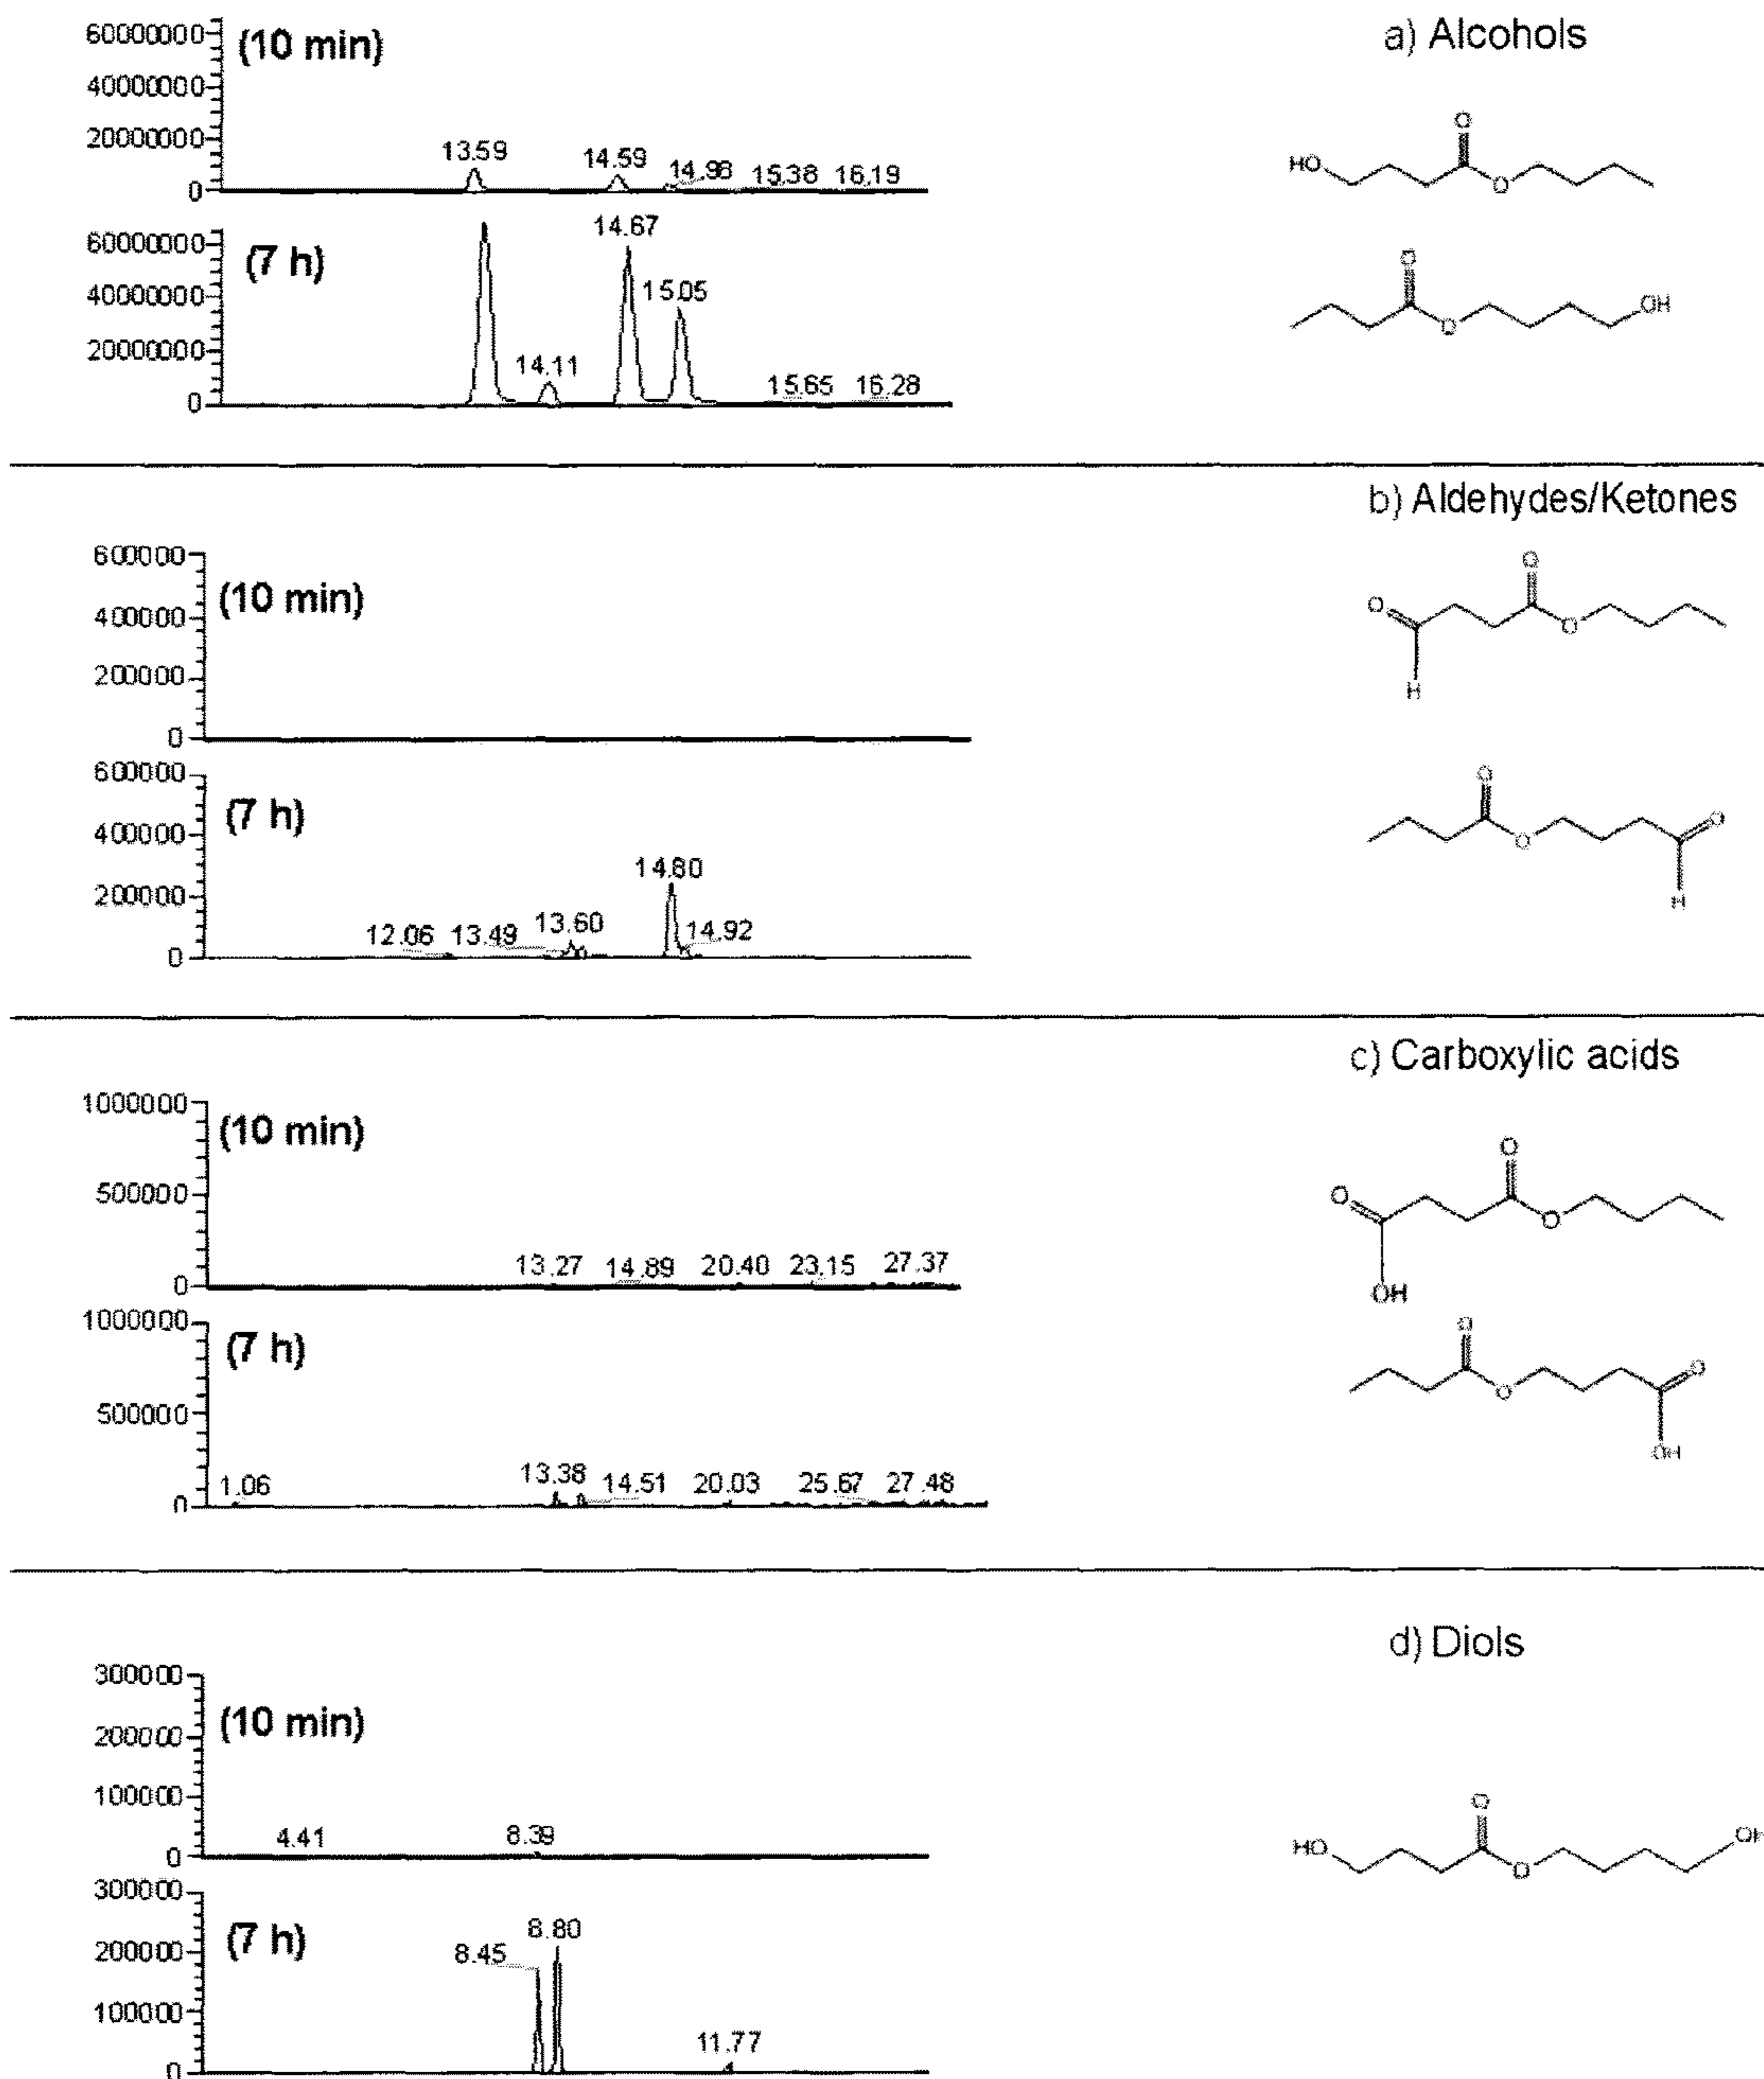 a) Alcohols
60000000
(10 min)
40000000
20000000
13.59 14.59 14.98 15.38 16.19
0
HO O O
60000000
(7 h)
14.67
40000000
15.05
20000000
14.11
15.65 16.28
0
O O OH
b) Aldehydes/Ketones
600000
(10 min)
400000
200000
0
O O O H
600000
(7 h)
400000
14.80
200000
12.06 13.49 13.60 14.92
0
O O O H
c) Carboxylic acids
1000000
(10 min)
500000
13.27 14.89 20.40 23.15 27.37
0
O O O OH
1000000
(7 h)
500000
1.06 13.38 14.51 20.03 25.67 27.48
0
O O O OH
d) Diols
300000
(10 min)
200000
100000
4.41 8.39
0
HO O O OH
300000
(7 h)
8.80
200000
8.45
100000
11.77
0